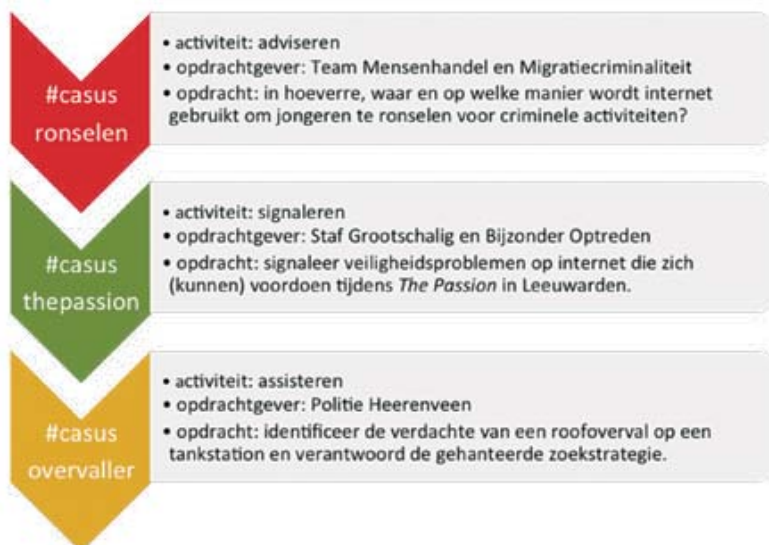 #casus
ronselen
• activiteit: adviseren
• opdrachtgever: Team Mensenhandel en Migratiecriminaliteit
• opdracht: in hoeverre, waar en op welke manier wordt internet
gebruikt om jongeren te ronselen voor criminele activiteiten?
#casus
thepassion
• activiteit: signaleren
• opdrachtgever: Staf Grootschalig en Bijzonder Optreden
• opdracht: signaleer veiligheidsproblemen op internet die zich
(kunnen) voordoen tijdens The Passion in Leeuwarden.
#casus
overvaller
• activiteit: assisteren
• opdrachtgever: Politie Heerenveen
• opdracht: identificeer de verdachte van een roofoverval op een
tankstation en verantwoord de gehanteerde zoekstrategie.